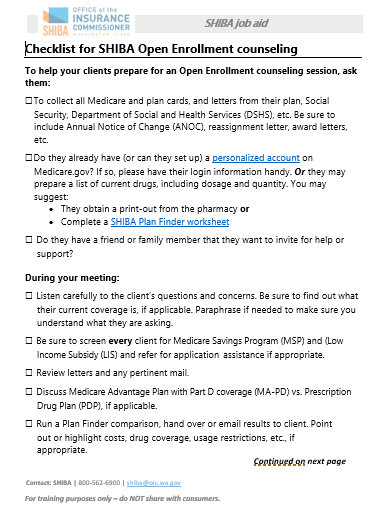 OFFICE of the
INSURANCE
COMMISSIONER
WASHINGTON STATE
SHIBA
SHIBA job aid
Checklist for SHIBA Open Enrollment counseling
To help your clients prepare for an Open Enrollment counseling session, ask
them:
☐To collect all Medicare and plan cards, and letters from their plan, Social
Security, Department of Social and Health Services (DSHS), etc. Be sure to
include Annual Notice of Change (ANOC), reassignment letter, award letters,
etc.
☐Do they already have (or can they set up) a personalized account on
Medicare.gov? If so, please have their login information handy. Or they may
prepare a list of current drugs, including dosage and quantity. You may
suggest:
• They obtain a print-out from the pharmacy or
• Complete a SHIBA Plan Finder worksheet
☐ Do they have a friend or family member that they want to invite for help or
support?
During your meeting:
☐ Listen carefully to the client's questions and concerns. Be sure to find out what
their current coverage is, if applicable. Paraphrase if needed to make sure you
understand what they are asking.
☐ Be sure to screen every client for Medicare Savings Program (MSP) and (Low
Income Subsidy (LIS) and refer for application assistance if appropriate.
☐ Review letters and any pertinent mail.
☐ Discuss Medicare Advantage Plan with Part D coverage (MA-PD) vs. Prescription
Drug Plan (PDP), if applicable.
☐ Run a Plan Finder comparison, hand over or email results to client. Point
out or highlight costs, drug coverage, usage restrictions, etc., if
appropriate.
Continued on next page
Contact: SHIBA | 800-562-6900 | shiba@oic.wa.gov
For training purposes only – do NOT share with consumers.